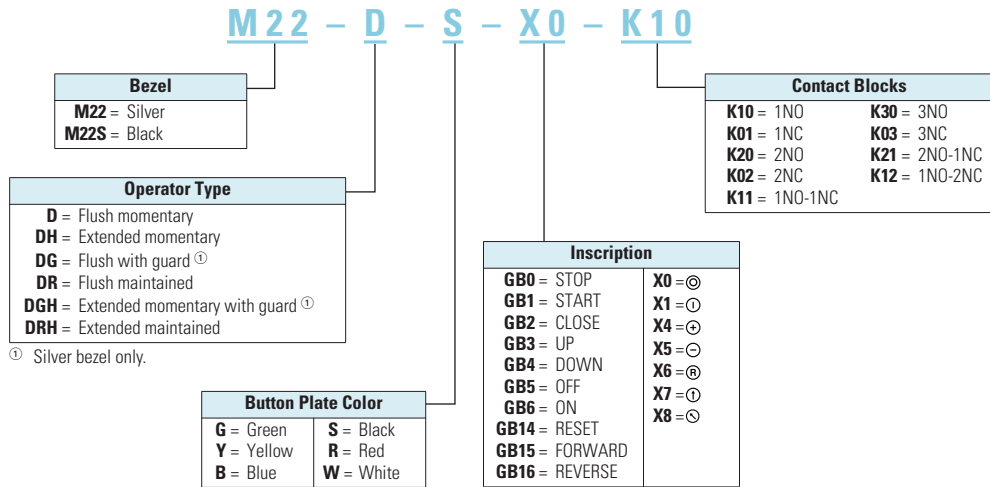 M22 – D – S – X0 – K10
Bezel
M22 = Silver
M22S = Black
Contact Blocks
K10 = 1NO
K01 = 1NC
K20 = 2NO
K02 = 2NC
K11 = 1NO-1NC
K30 = 3NO
K03 = 3NC
K21 = 2NO-1NC
K12 = 1NO-2NC
Operator Type
D = Flush momentary
DH = Extended momentary
DG = Flush with guard ①
DR = Flush maintained
DGH = Extended momentary with guard ①
DRH = Extended maintained
① Silver bezel only.
Inscription
GB0 = STOP
GB1 = START
GB2 = CLOSE
GB3 = UP
GB4 = DOWN
GB5 = OFF
GB6 = ON
GB14 = RESET
GB15 = FORWARD
GB16 = REVERSE
X0 =
X1 =
X4 =
X5 =
X6 = Ⓡ
X7 =
X8 =
Button Plate Color
G = Green
Y = Yellow
B = Blue
S = Black
R = Red
W = White